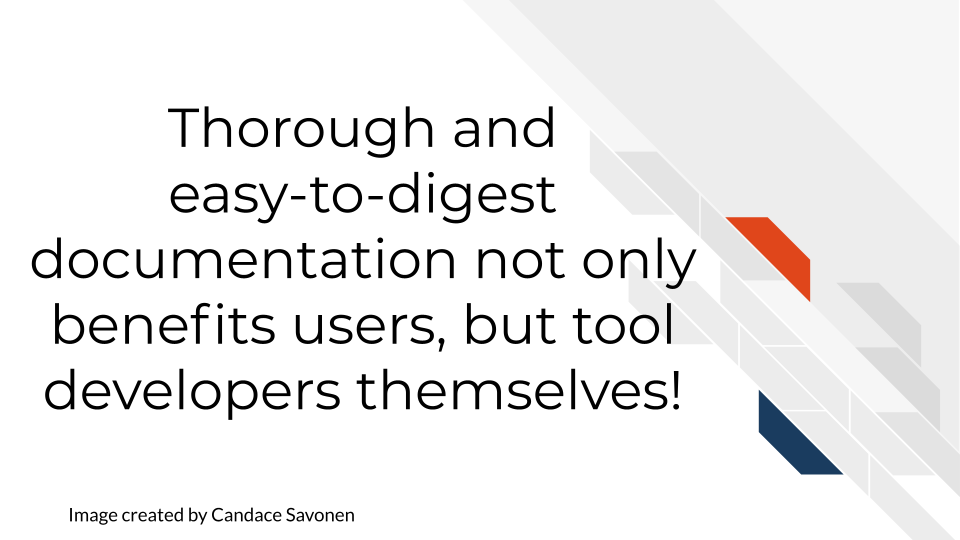 Thorough and
easy-to-digest
documentation not only
benefits users, but tool
developers themselves!
Image created by Candace Savonen